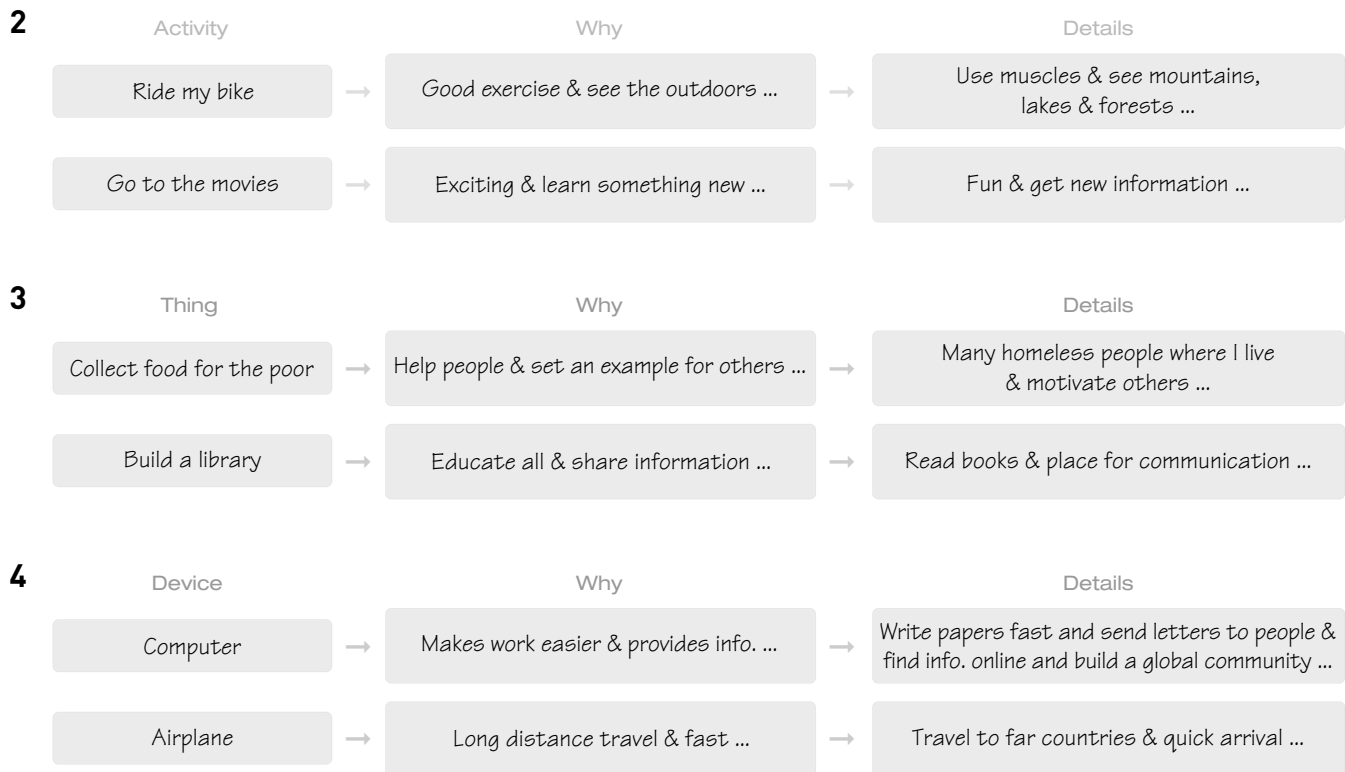 2
Activity Why Details
Ride my bike → Good exercise & see the outdoors ... → Use muscles & see mountains,
lakes & forests ...
Go to the movies → Exciting & learn something new ... → Fun & get new information ...
3
Thing Why Details
Collect food for the poor → Help people & set an example for others ... → Many homeless people where I live
& motivate others ...
Build a library → Educate all & share information ... → Read books & place for communication ...
4
Device Why Details
Computer → Makes work easier & provides info. ... → Write papers fast and send letters to people &
find info. online and build a global community ...
Airplane → Long distance travel & fast ... → Travel to far countries & quick arrival ...